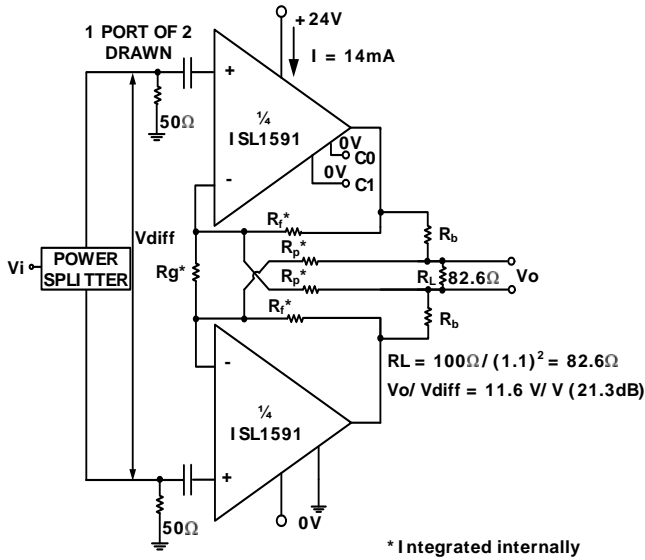 1 PORT OF 2
DRAWN
+ 24V
I = 14mA
+
50Ω
¼
ISL1591
0V
C0
0V
C1
-
Rf*
Rb
Rp*
Vdiff
POWER
SPLITTER
Vi
Rg*
Rp*
RL
82.6Ω
Vo
Rf*
Rb
RL = 100Ω/ (1.1)² = 82.6Ω
Vo/ Vdiff = 11.6 V/ V (21.3dB)
-
¼
ISL1591
+
50Ω
0V
* Integrated internally